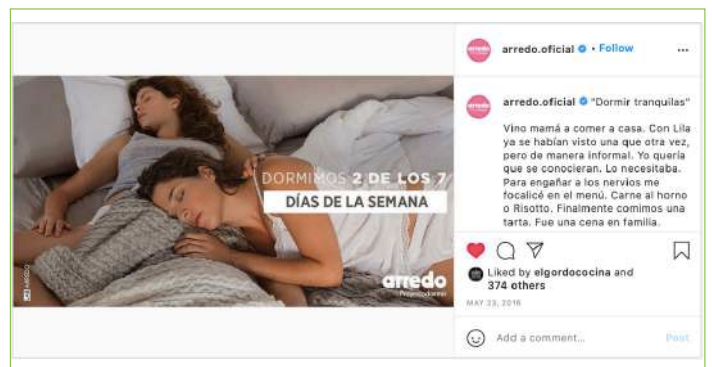 arredo.oficial • Follow
arredo.oficial "Dormir tranquilas"
Vino mamá a comer a casa. Con Lila
ya se habían visto una que otra vez,
pero de manera informal. Yo quería
que se conocieran. Lo necesitaba.
Para engañar a los nervios me
focalicé en el menú. Carne al horno
o Risotto. Finalmente comimos una
tarta. Fue una cena en familia.
DORMIMOS 2 DE LOS 7
DÍAS DE LA SEMANA
arredo
Liked by elgordococina and
374 others
MAY 23, 2016
Add a comment...
Post